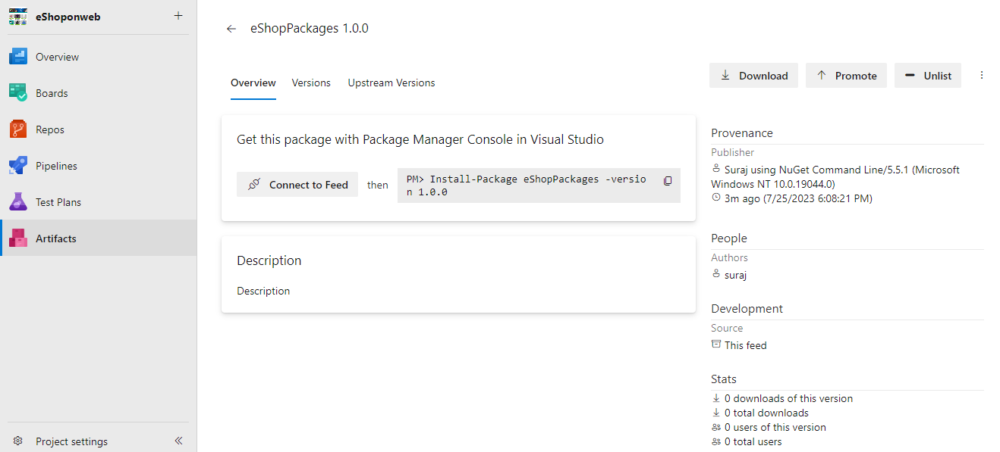 eShoponweb
Overview
Boards
Repos
Pipelines
Test Plans
Artifacts
Project settings
eShopPackages 1.0.0
Overview Versions Upstream Versions
Download Promote Unlist
Get this package with Package Manager Console in Visual Studio
Connect to Feed then
PM> Install-Package eShopPackages -versio
n 1.0.0
Description
Description
Provenance
Publisher
Suraj using NuGet Command Line/5.5.1 (Microsoft
Windows NT 10.0.19044.0)
3m ago (7/25/2023 6:08:21 PM)
People
Authors
suraj
Development
Source
This feed
Stats
0 downloads of this version
0 total downloads
0 users of this version
0 total users